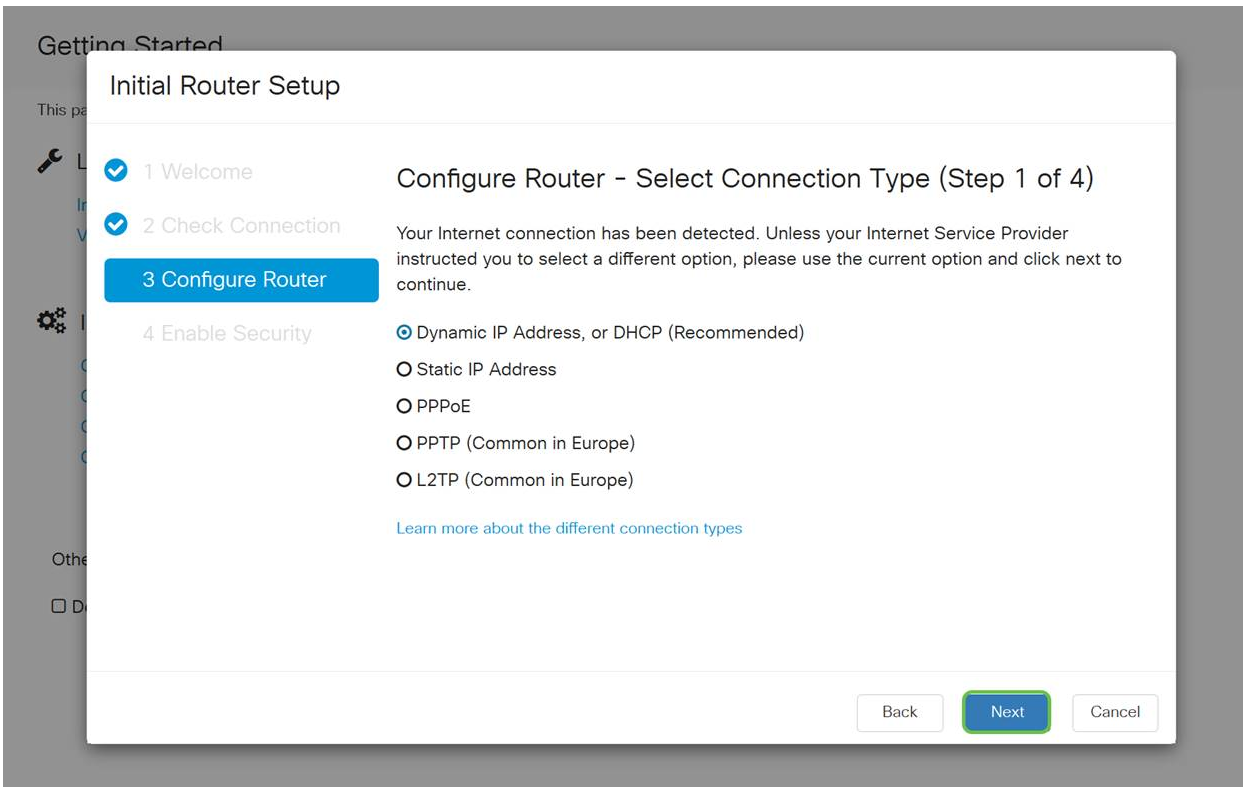 Getting Started
Initial Router Setup
This
1 Welcome
2 Check Connection
3 Configure Router
4 Enable Security
Configure Router - Select Connection Type (Step 1 of 4)
Your Internet connection has been detected. Unless your Internet Service Provider
instructed you to select a different option, please use the current option and click next to
continue.
Dynamic IP Address, or DHCP (Recommended)
Static IP Address
PPPoE
PPTP (Common in Europe)
L2TP (Common in Europe)
Learn more about the different connection types
Back
Next
Cancel